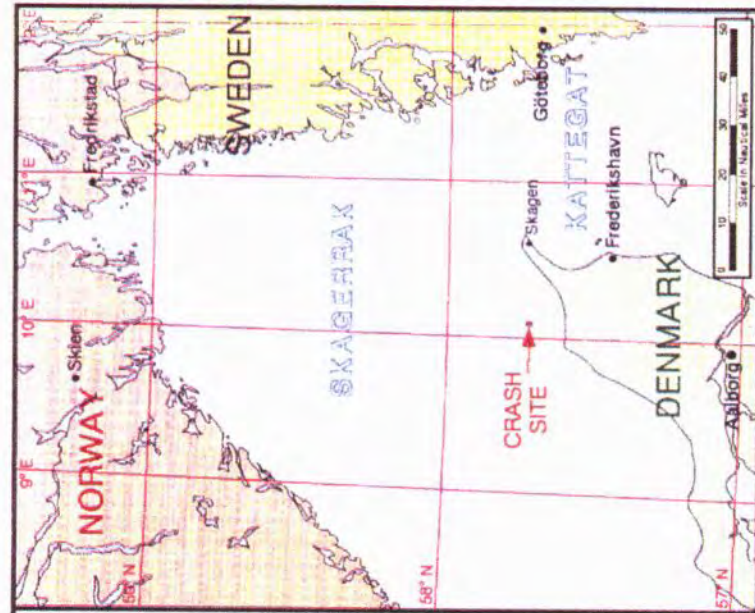 Fredrikstad
SWEDEN
11° E
NORWAY
Skien
10° E
9° E
SKAGERRAK
58° N
Göteborg
KATTEGAT
Skagen
Frederikshavn
CRASH
SITE
DENMARK
Aalborg
57° N
0 10 20 30 40 50
Scale in Nautical Miles